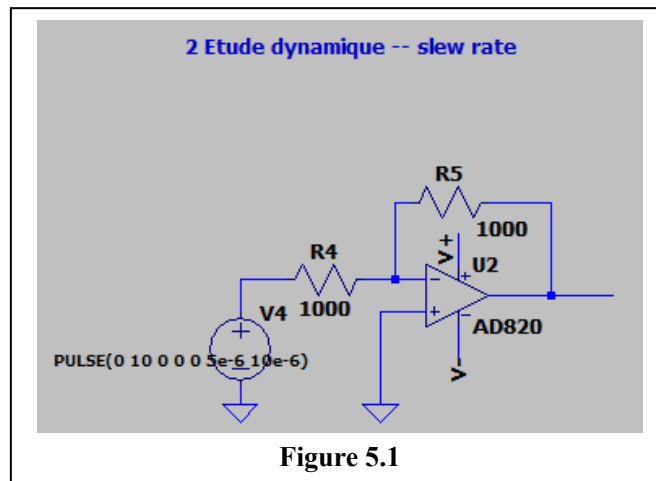 2 Etude dynamique -- slew rate
R5
1000
V+
U2
R4
1000
V4
AD820
V-
PULSE(0 10 0 0 0 5e-6 10e-6)
Figure 5.1